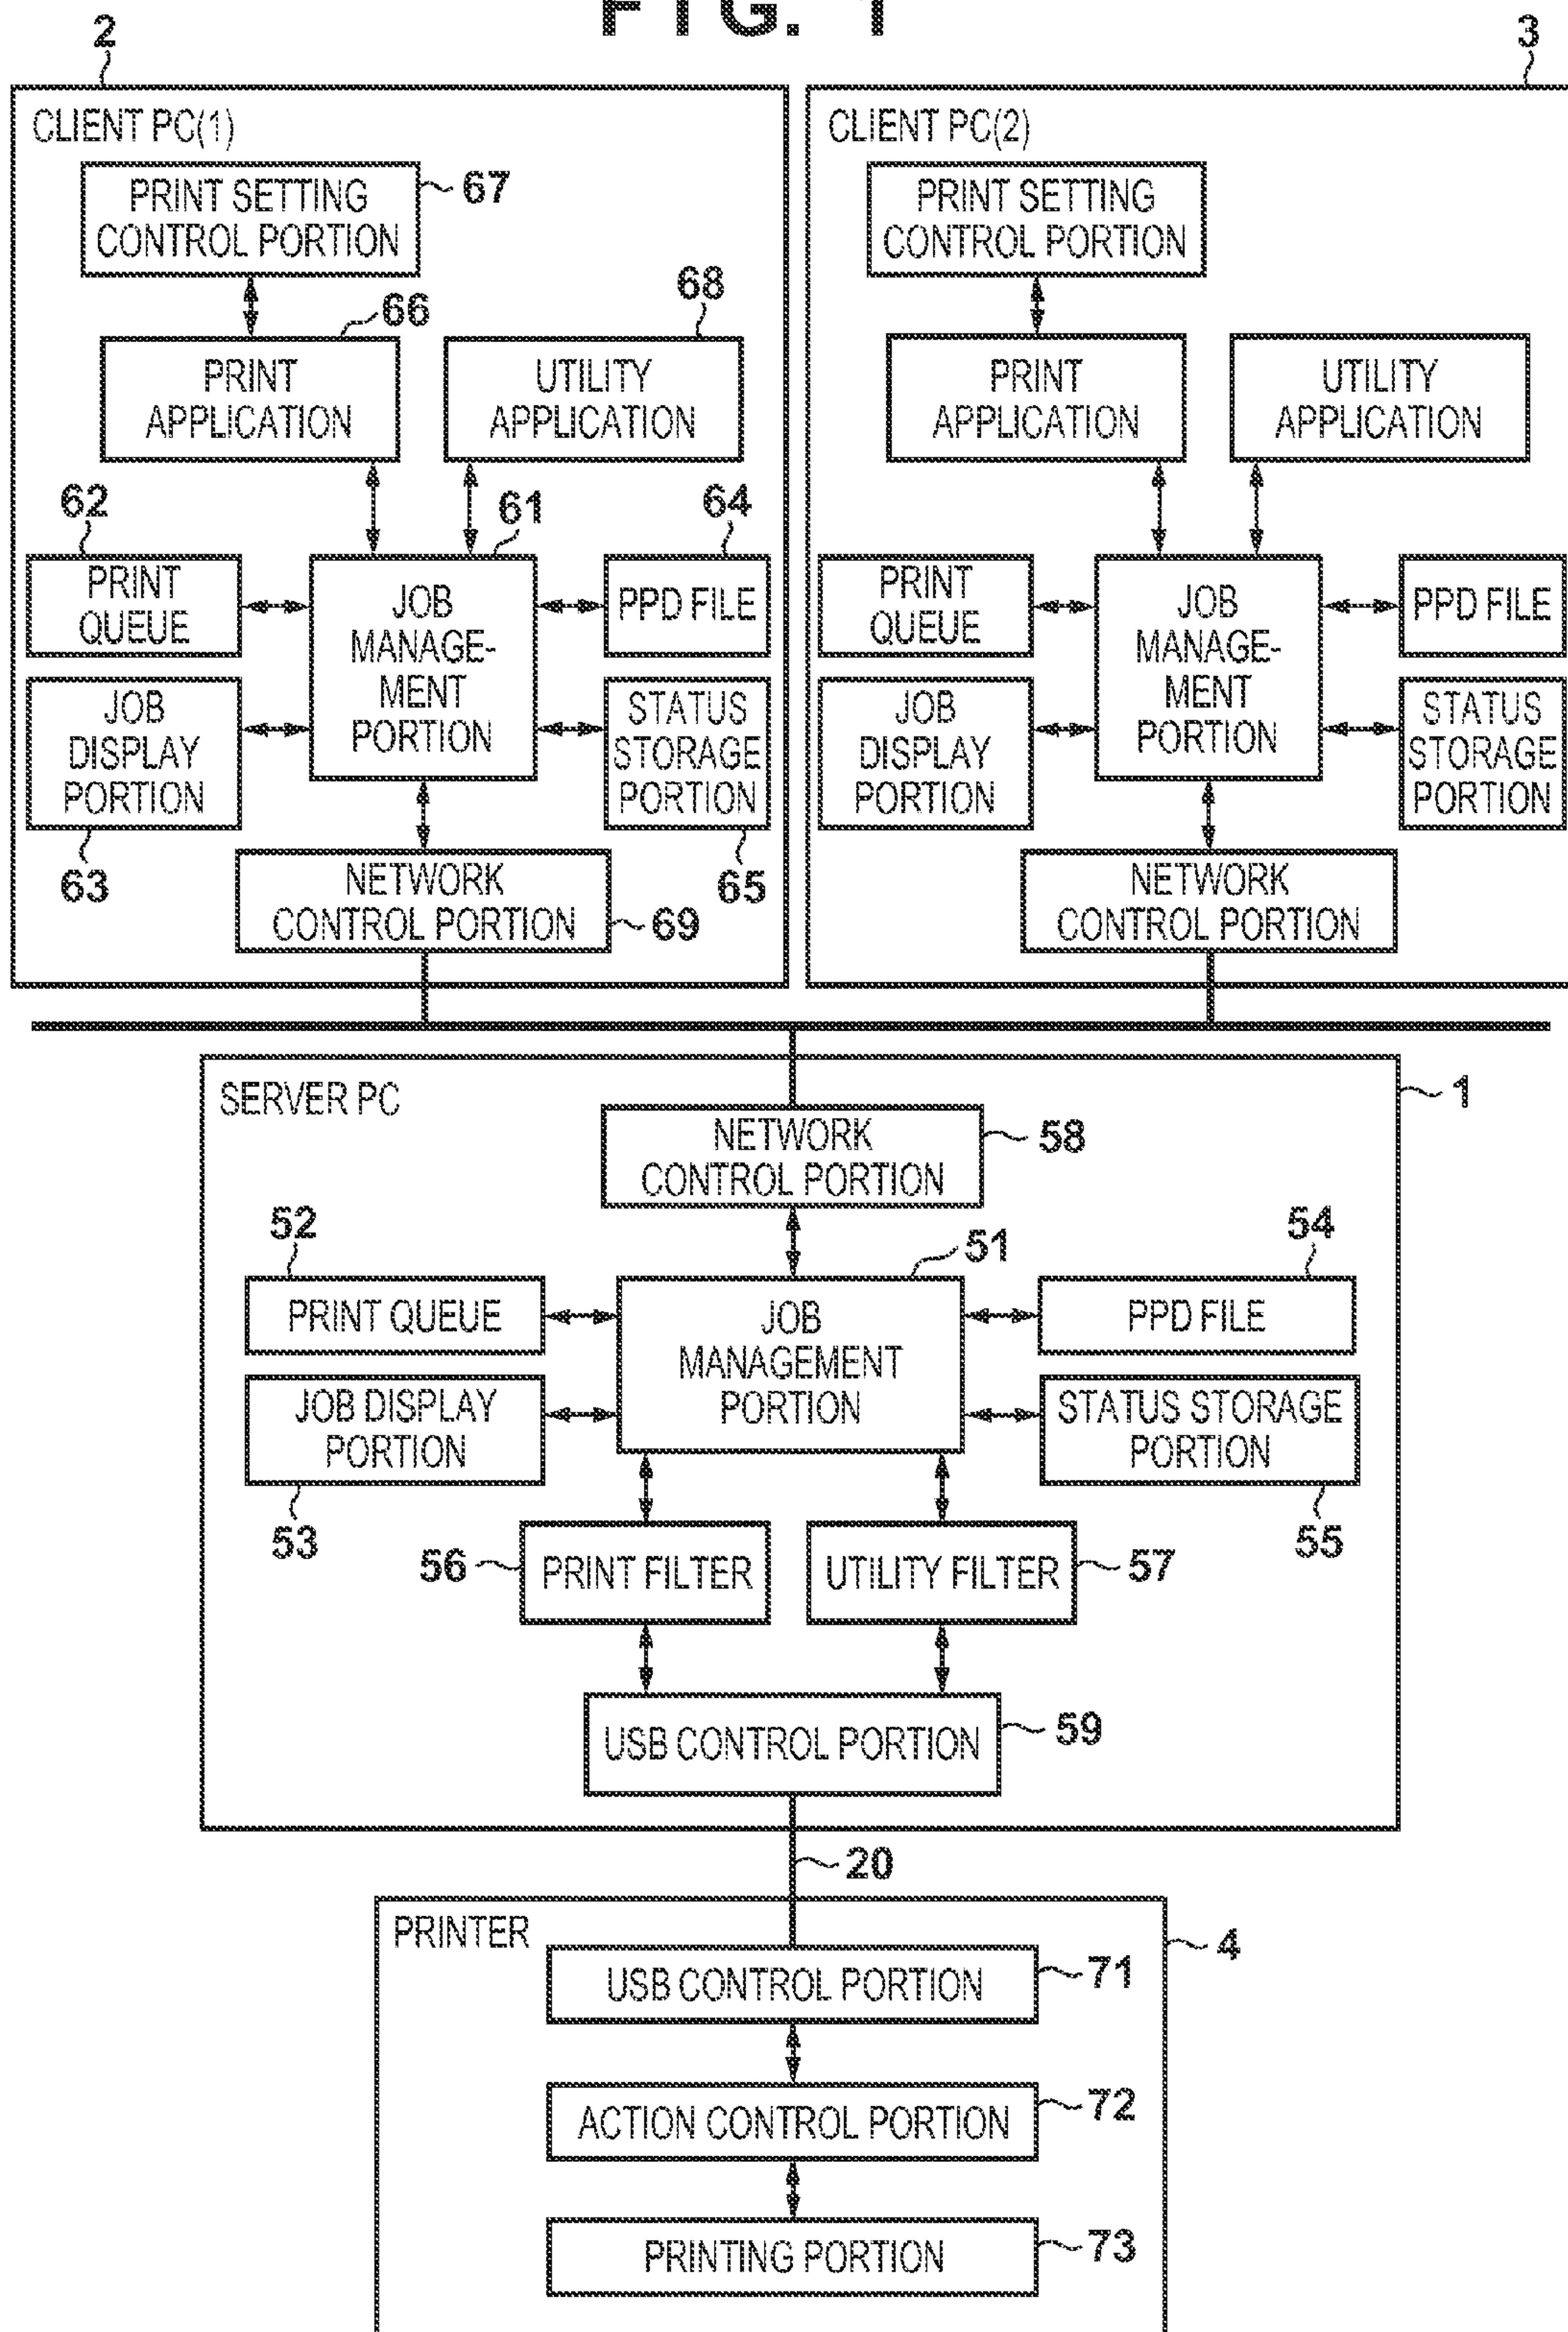 FIG. 1
2
3
CLIENT PC(1)
PRINT SETTING
CONTROL PORTION
67
66
68
PRINT
APPLICATION
UTILITY
APPLICATION
62
61
64
PRINT
QUEUE
JOB
MANAGE-
MENT
PORTION
PPD FILE
JOB
DISPLAY
PORTION
STATUS
STORAGE
PORTION
63
65
NETWORK
CONTROL PORTION
69
CLIENT PC(2)
PRINT SETTING
CONTROL PORTION
PRINT
APPLICATION
UTILITY
APPLICATION
PRINT
QUEUE
JOB
MANAGE-
MENT
PORTION
PPD FILE
JOB
DISPLAY
PORTION
STATUS
STORAGE
PORTION
NETWORK
CONTROL PORTION
SERVER PC
1
NETWORK
CONTROL PORTION
58
52
51
54
PRINT QUEUE
JOB
MANAGEMENT
PORTION
PPD FILE
JOB DISPLAY
PORTION
STATUS STORAGE
PORTION
53
55
56
PRINT FILTER
UTILITY FILTER
57
USB CONTROL PORTION
59
20
PRINTER
4
USB CONTROL PORTION
71
ACTION CONTROL PORTION
72
PRINTING PORTION
73